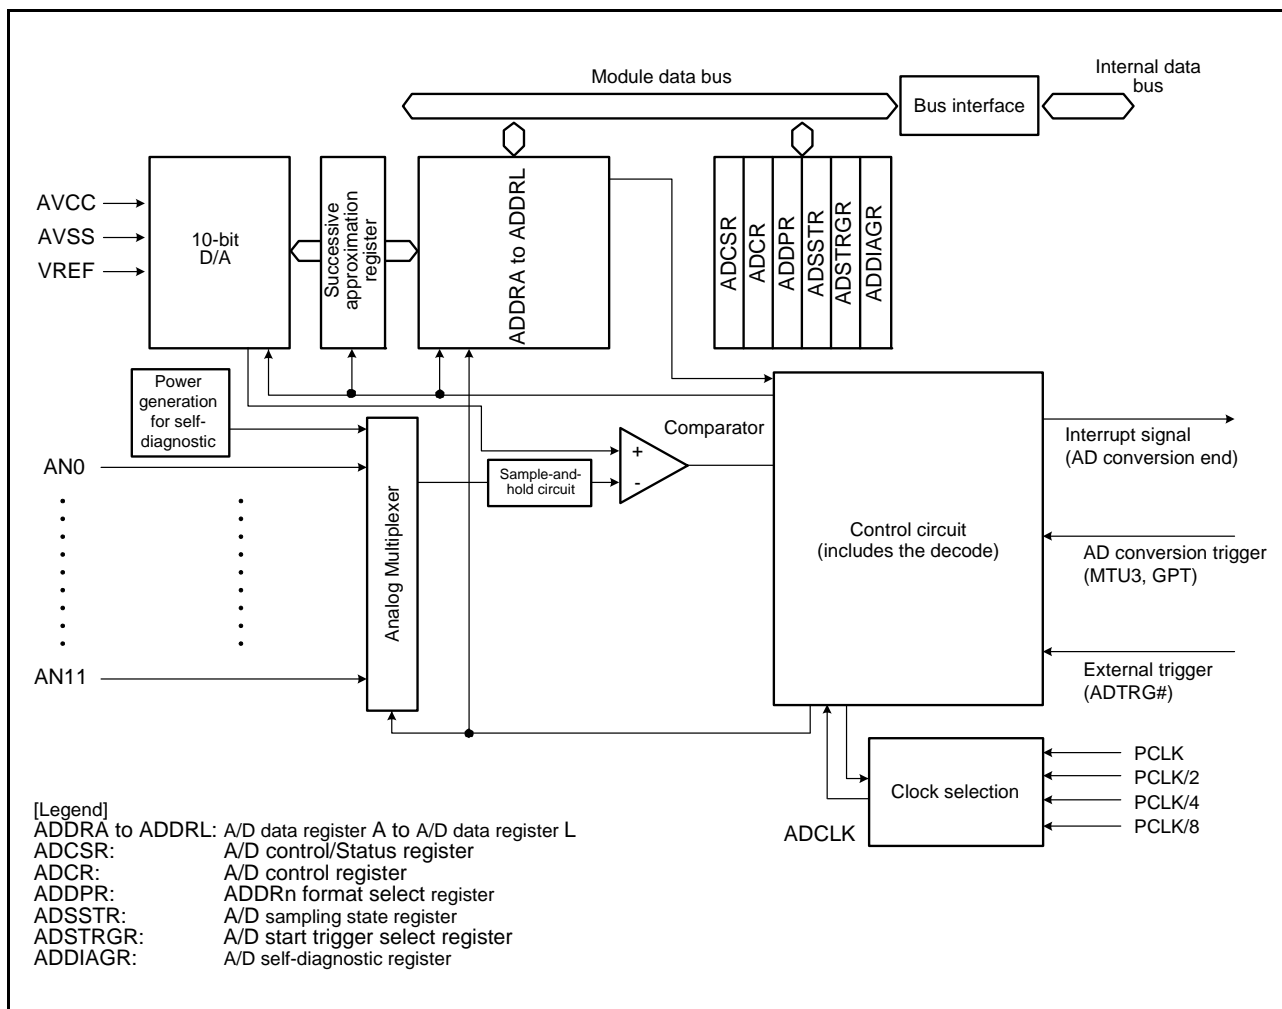 Module data bus
Internal data
bus
Bus interface
AVCC
AVSS
VREF
10-bit
D/A
Successive
approximation
register
ADDRA to ADDRL
ADCSR
ADCR
ADDPR
ADSSTR
ADSTRGR
ADDIAGR
Power
generation
for self-
diagnostic
AN0
AN11
Analog Multiplexer
Sample-and-
hold circuit
+
-
Comparator
Control circuit
(includes the decode)
Interrupt signal
(AD conversion end)
AD conversion trigger
(MTU3, GPT)
External trigger
(ADTRG#)
Clock selection
ADCLK
PCLK
PCLK/2
PCLK/4
PCLK/8
[Legend]
ADDRA to ADDRL: A/D data register A to A/D data register L
ADCSR: A/D control/Status register
ADCR: A/D control register
ADDPR: ADDRn format select register
ADSSTR: A/D sampling state register
ADSTRGR: A/D start trigger select register
ADDIAGR: A/D self-diagnostic register